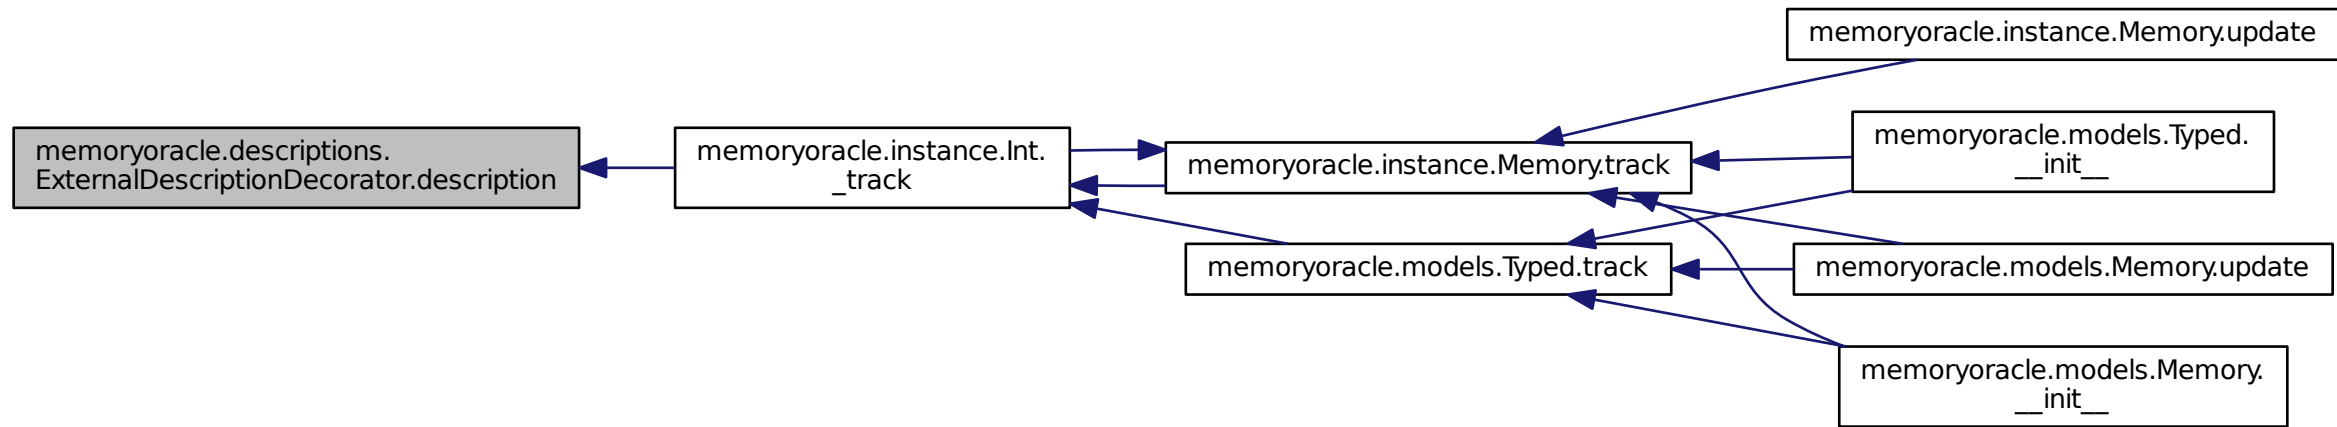 memoryoracle.descriptions.
ExternalDescriptionDecorator.description
memoryoracle.instance.Int.
_track
memoryoracle.instance.Memory.track
memoryoracle.models.Typed.track
memoryoracle.instance.Memory.update
memoryoracle.models.Typed.
__init__
memoryoracle.models.Memory.update
memoryoracle.models.Memory.
__init__